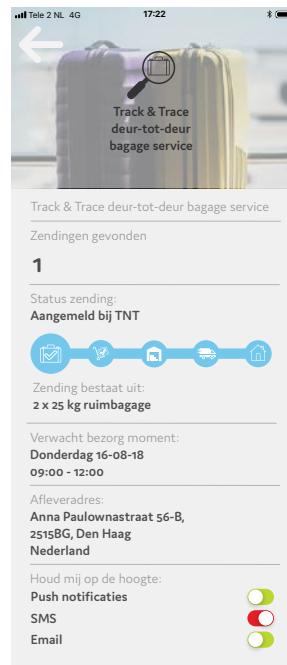 Tele 2 NL 4G 17:22
Track & Trace
deur-tot-deur
bagage service
Track & Trace deur-tot-deur bagage service
Zendingen gevonden
1
Status zending:
Aangemeld bij TNT
Zending bestaat uit:
2 x 25 kg ruimbagage
Verwacht bezorg moment:
Donderdag 16-08-18
09:00 - 12:00
Afleveradres:
Anna Paulownastraat 56-B,
2515BG, Den Haag
Nederland
Houd mij op de hoogte:
Push notificaties
SMS
Email